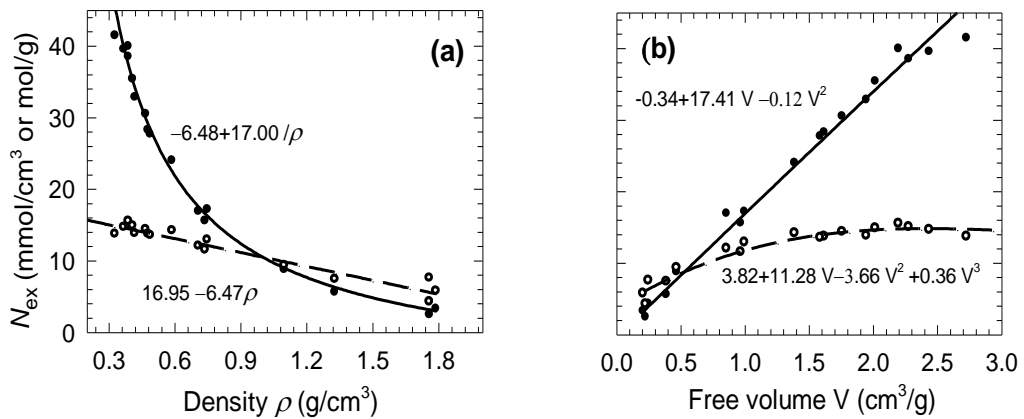 N_ex (mmol/cm³ or mol/g)
40
30
20
10
0
(a)
−6.48+17.00 /ρ
16.95 −6.47ρ
0.3 0.6 0.9 1.2 1.5 1.8
Density ρ (g/cm³)
(b)
-0.34+17.41 V −0.12 V²
3.82+11.28 V−3.66 V² +0.36 V³
0.0 0.5 1.0 1.5 2.0 2.5 3.0
Free volume V (cm³/g)